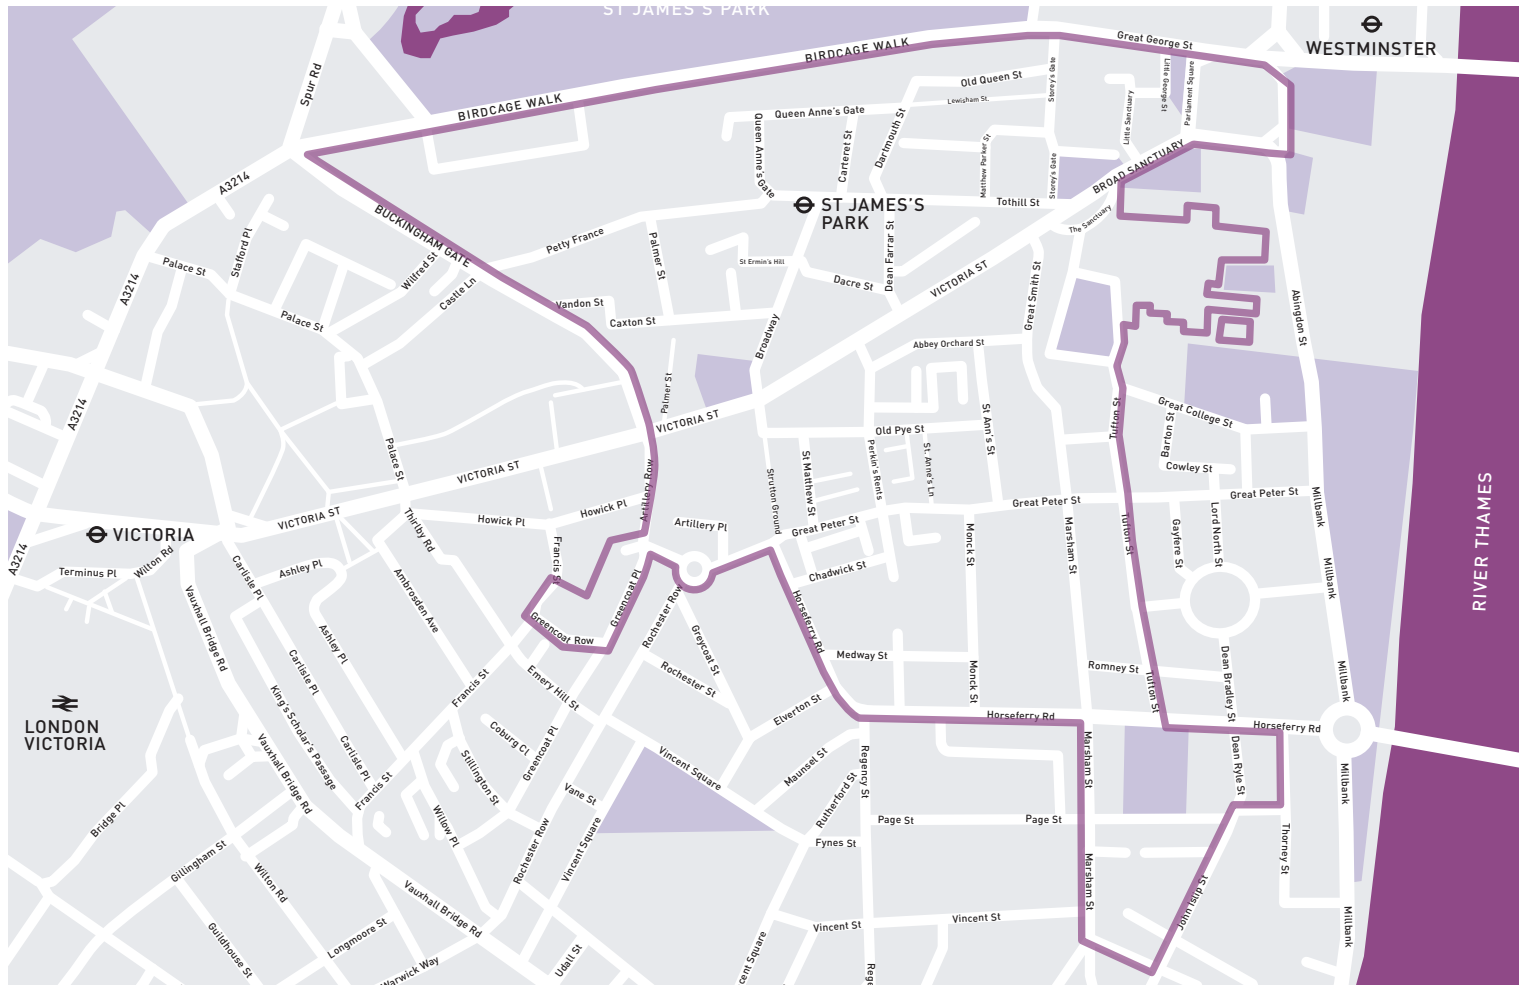 ST JAMES'S PARK
WESTMINSTER
Great George St
BIRDCAGE WALK
Spur Rd
BIRDCAGE WALK
Old Queen St
Lewisham St.
Storey's Gate
Little George St
Parliament Square
Little Sanctuary
Queen Anne's Gate
Queen Anne's Gate
Carteret St
Dartmouth St
Matthew Parker St
Storey's Gate
BROAD SANCTUARY
A3214
BUCKINGHAM GATE
ST JAMES'S
PARK
Tothill St
The Sanctuary
Stafford Pl
Palace St
A3214
Wilfred St
Castle Ln
Petty France
Palmer St
St Ermin's Hill
Dacre St
Dean Farrar St
VICTORIA ST
Great Smith St
Abingdon St
Palace St
Vandon St
Caxton St
Broadway
Abbey Orchard St
Palmer St
A3214
VICTORIA ST
Tufton St
Great College St
Barton St
Cowley St
St Ann's St
Old Pye St
Perkin's Rents
St. Anne's Ln
St Matthew St
Strutton Ground
Palace St
VICTORIA ST
Artillery Row
VICTORIA ST
Howick Pl
Howick Pl
Artillery Pl
Great Peter St
Great Peter St
Great Peter St
Millbank
RIVER THAMES
VICTORIA
A3214
Terminus Pl
Wilton Rd
Thirlby Rd
Francis St
Chadwick St
Monck St
Marsham St
Tufton St
Gayfere St
Lord North St
Millbank
Carlisle Pl
Ashley Pl
Vauxhall Bridge Rd
Ambrosden Ave
Greencoat Pl
Greencoat Row
Rochester Row
Greycoat St
Horseferry Rd
Ashley Pl
Carlisle Pl
Medway St
Monck St
Romney St
Tufton St
Dean Bradley St
Millbank
Rochester St
Francis St
Emery Hill St
Elverton St
Horseferry Rd
Horseferry Rd
LONDON
VICTORIA
King's Scholar's Passage
Vauxhall Bridge Rd
Carlisle Pl
Francis St
Coburg Cl
Stillington St
Greencoat Pl
Vincent Square
Maunsel St
Rutherford St
Regency St
Marsham St
Dean Ryle St
Millbank
Bridge Pl
Willow Pl
Vane St
Vincent Square
Rochester Row
Page St
Page St
Fynes St
Thorney St
Gillingham St
Wilton Rd
Marsham St
John Islip St
Vauxhall Bridge Rd
Guildhouse St
Longmoore St
Warwick Way
Udall St
Vincent St
Vincent St
Millbank
cent Square
Rege